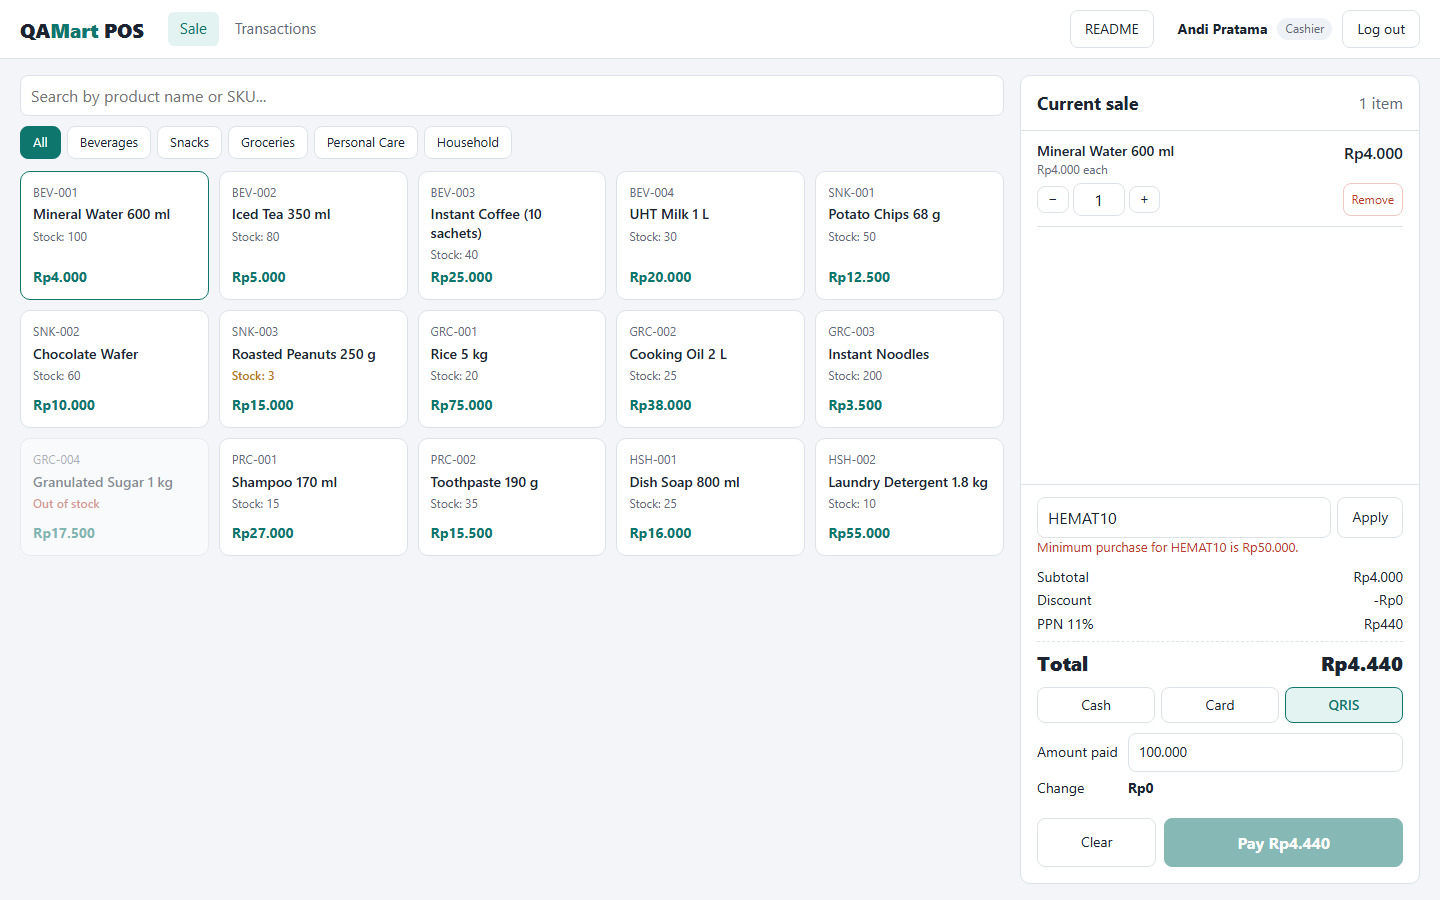 QAMart POS
Sale
Transactions
README
Andi Pratama
Cashier
Log out
Search by product name or SKU...
All
Beverages
Snacks
Groceries
Personal Care
Household
BEV-001
Mineral Water 600 ml
Stock: 100
Rp4.000
BEV-002
Iced Tea 350 ml
Stock: 80
Rp5.000
BEV-003
Instant Coffee (10
sachets)
Stock: 40
Rp25.000
BEV-004
UHT Milk 1 L
Stock: 30
Rp20.000
SNK-001
Potato Chips 68 g
Stock: 50
Rp12.500
SNK-002
Chocolate Wafer
Stock: 60
Rp10.000
SNK-003
Roasted Peanuts 250 g
Stock: 3
Rp15.000
GRC-001
Rice 5 kg
Stock: 20
Rp75.000
GRC-002
Cooking Oil 2 L
Stock: 25
Rp38.000
GRC-003
Instant Noodles
Stock: 200
Rp3.500
GRC-004
Granulated Sugar 1 kg
Out of stock
Rp17.500
PRC-001
Shampoo 170 ml
Stock: 15
Rp27.000
PRC-002
Toothpaste 190 g
Stock: 35
Rp15.500
HSH-001
Dish Soap 800 ml
Stock: 25
Rp16.000
HSH-002
Laundry Detergent 1.8 kg
Stock: 10
Rp55.000
Current sale
1 item
Mineral Water 600 ml
Rp4.000
Rp4.000 each
− 1 +
Remove
HEMAT10
Apply
Minimum purchase for HEMAT10 is Rp50.000.
Subtotal Rp4.000
Discount -Rp0
PPN 11% Rp440
Total Rp4.440
Cash
Card
QRIS
Amount paid 100.000
Change Rp0
Clear
Pay Rp4.440